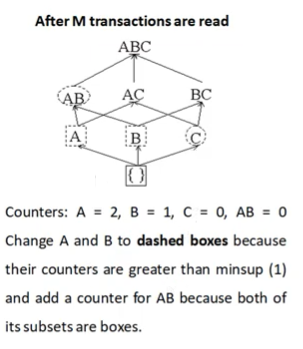 After M transactions are read
ABC
AB AC BC
A B C
{}
Counters: A = 2, B = 1, C = 0, AB = 0
Change A and B to dashed boxes because
their counters are greater than minsup (1)
and add a counter for AB because both of
its subsets are boxes.